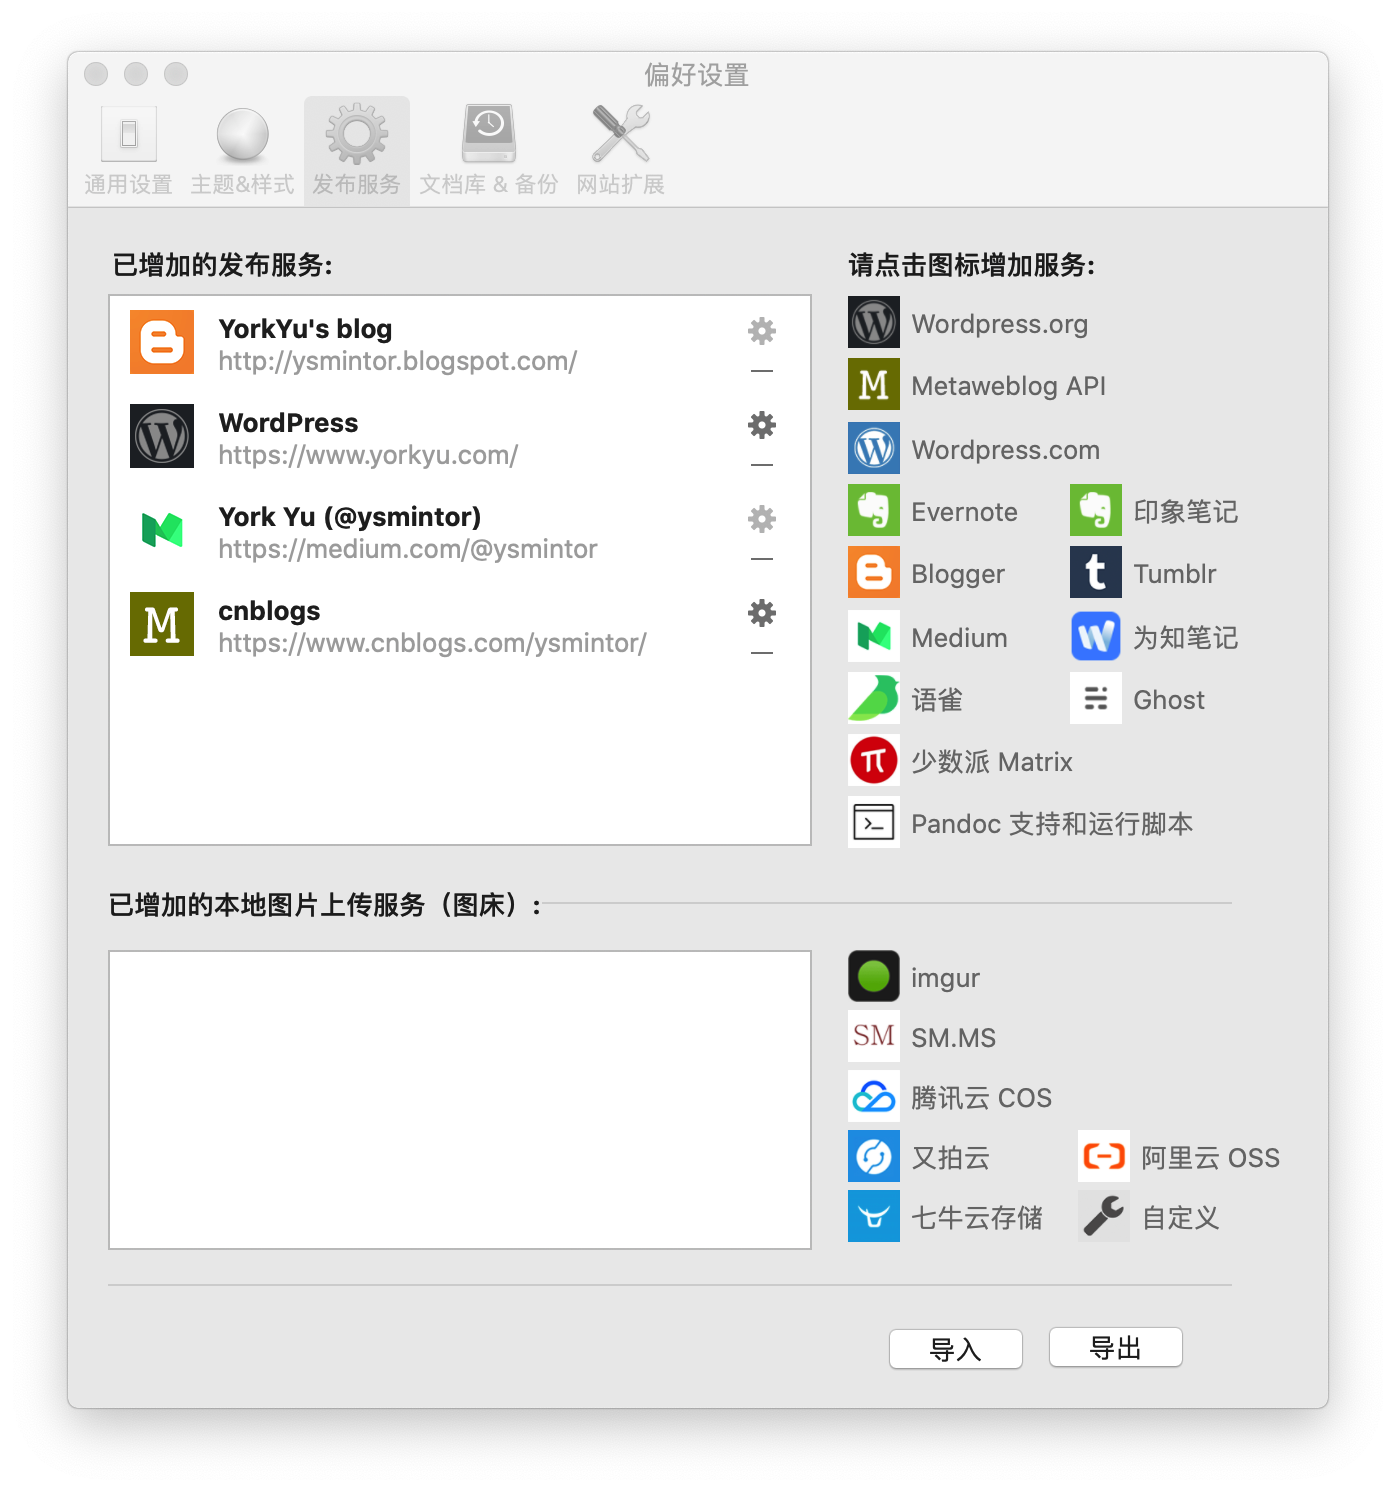 偏好设置
通用设置
主题&样式
发布服务
文档库 & 备份
网站扩展
已增加的发布服务:
YorkYu's blog
http://ysmintor.blogspot.com/
WordPress
https://www.yorkyu.com/
York Yu (@ysmintor)
https://medium.com/@ysmintor
M
cnblogs
https://www.cnblogs.com/ysmintor/
请点击图标增加服务:
Wordpress.org
M
Metaweblog API
Wordpress.com
Evernote
印象笔记
Blogger
t
Tumblr
Medium
为知笔记
语雀
Ghost
π
少数派 Matrix
Pandoc 支持和运行脚本
已增加的本地图片上传服务（图床）:
imgur
SM
SM.MS
腾讯云 COS
又拍云
阿里云 OSS
七牛云存储
自定义
导入
导出